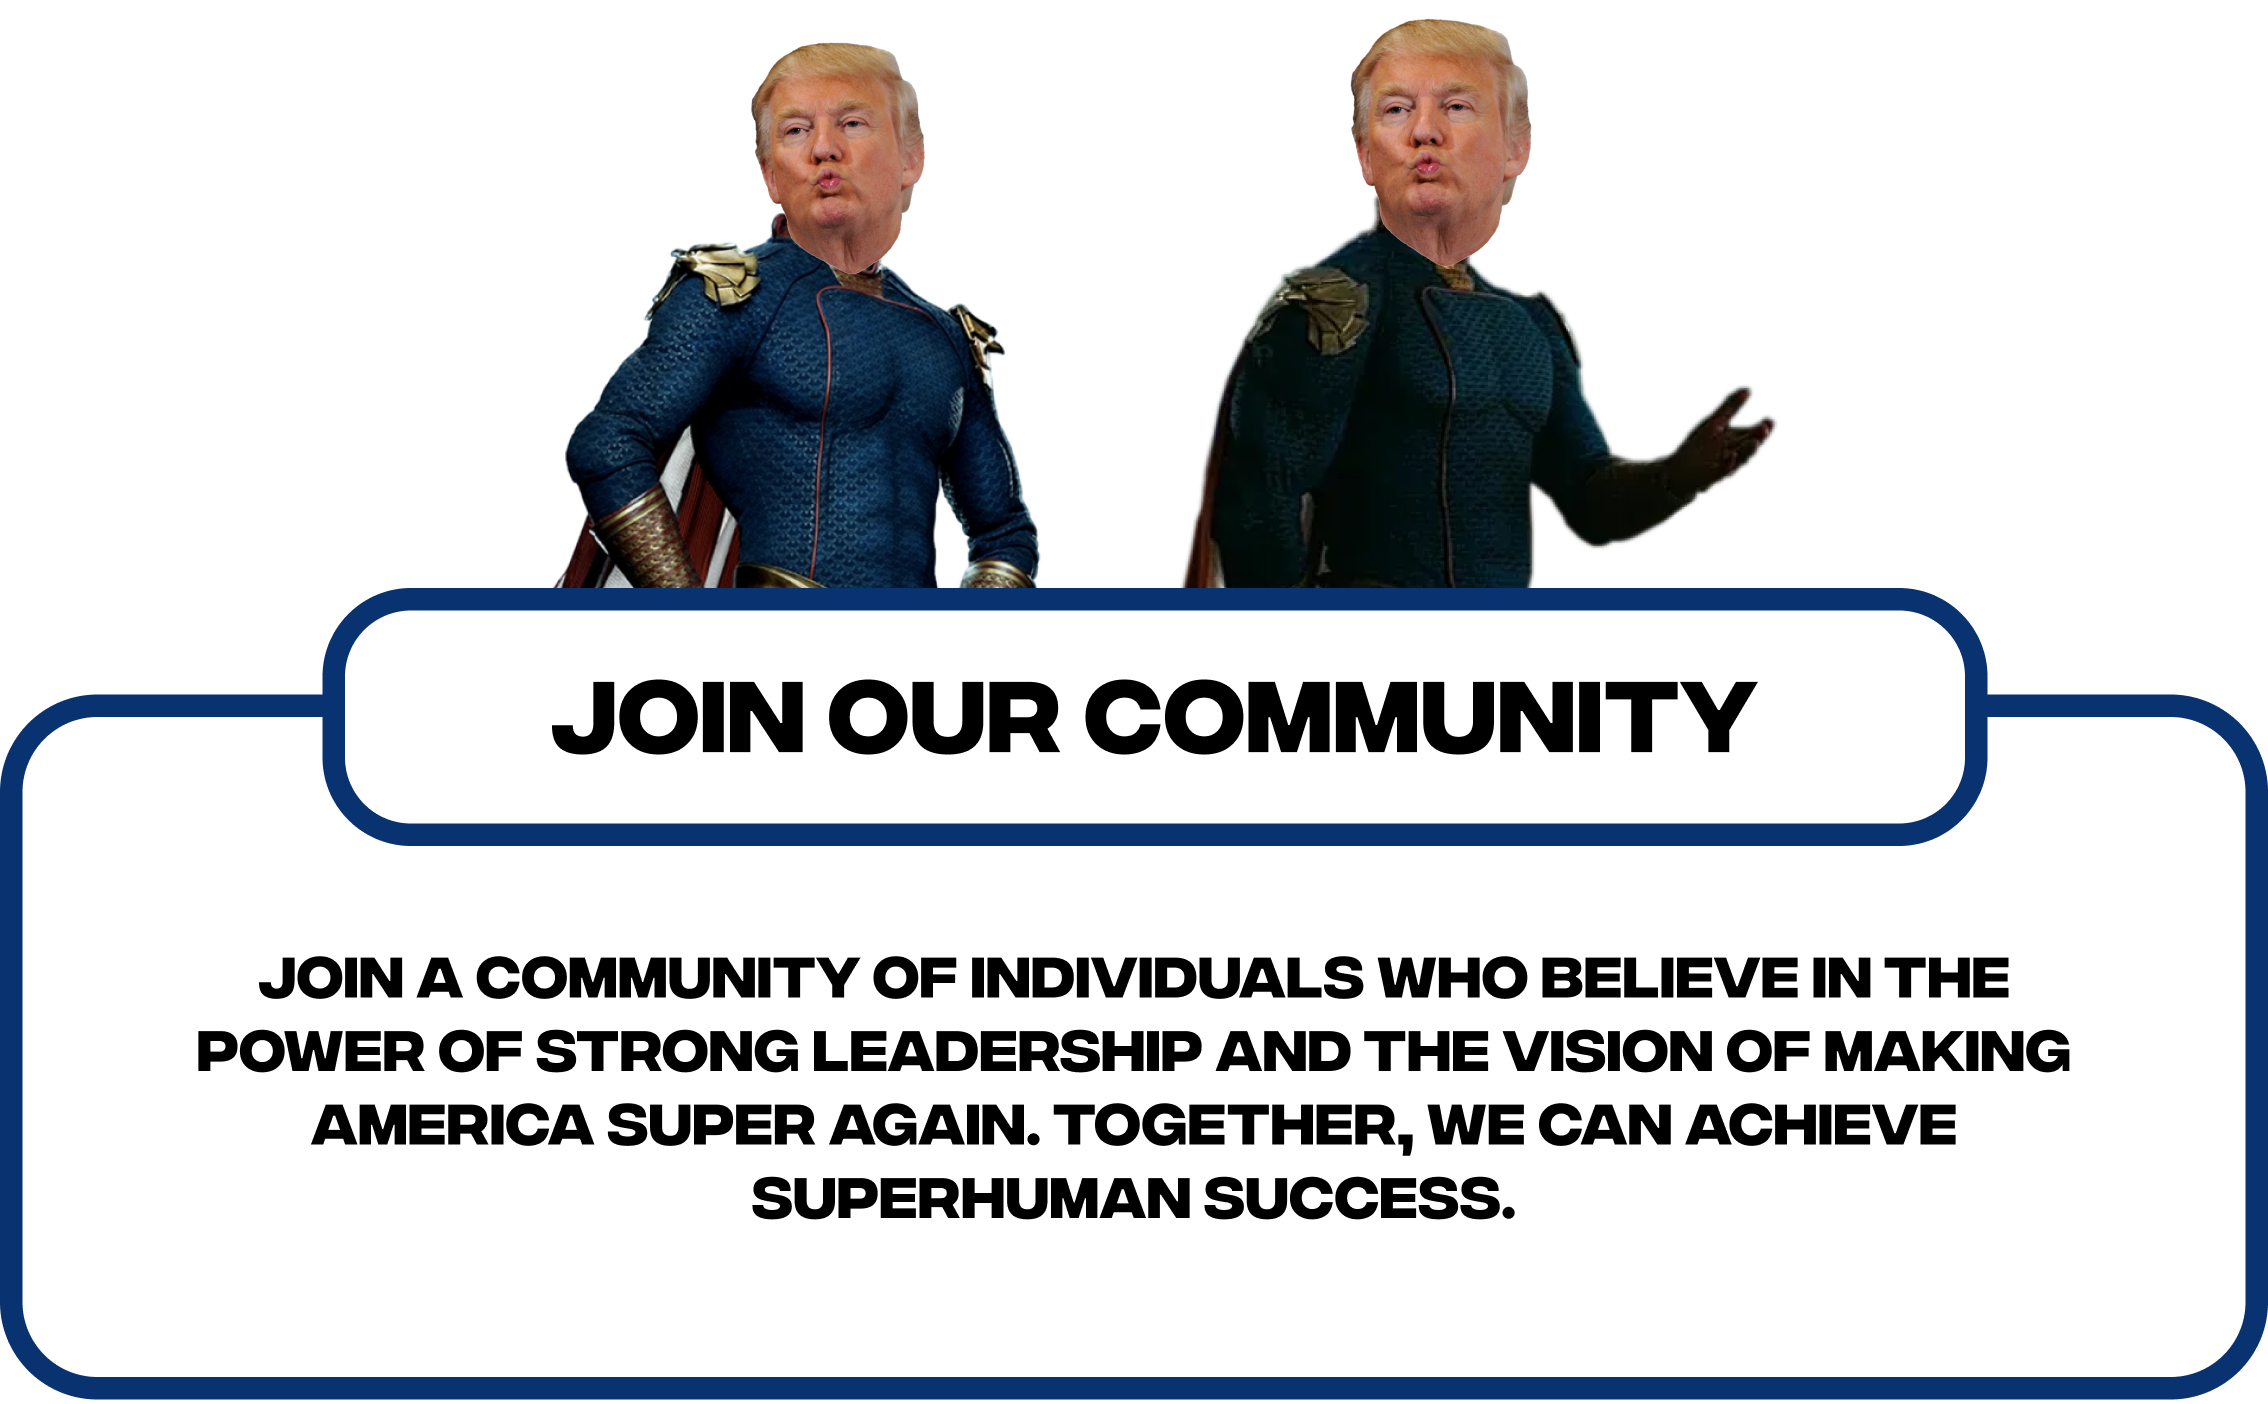 JOIN OUR COMMUNITY
JOIN A COMMUNITY OF INDIVIDUALS WHO BELIEVE IN THE
POWER OF STRONG LEADERSHIP AND THE VISION OF MAKING
AMERICA SUPER AGAIN. TOGETHER, WE CAN ACHIEVE
SUPERHUMAN SUCCESS.